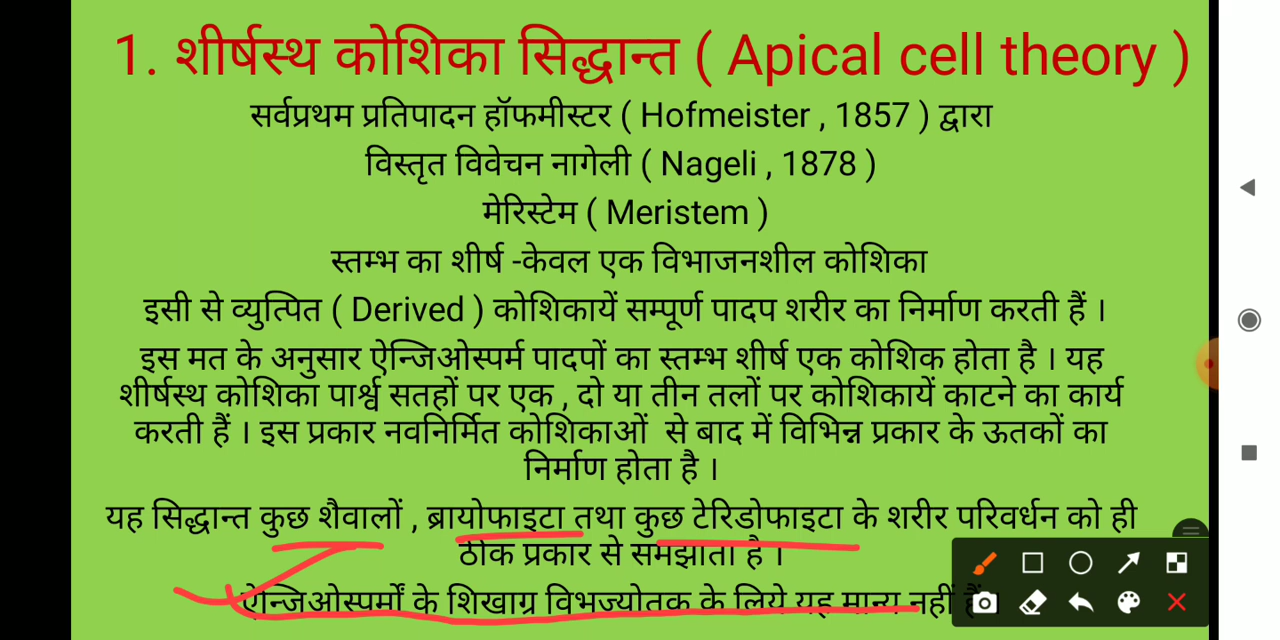 1. शीर्षस्थ कोशिका सिद्धान्त ( Apical cell theory )
सर्वप्रथम प्रतिपादन हॉफमीस्टर ( Hofmeister , 1857 ) द्वारा
विस्तृत विवेचन नागेली ( Nageli , 1878 )
मेरिस्टेम ( Meristem )
स्तम्भ का शीर्ष -केवल एक विभाजनशील कोशिका
इसी से व्युत्पित ( Derived ) कोशिकायें सम्पूर्ण पादप शरीर का निर्माण करती हैं ।
इस मत के अनुसार ऐन्जिओस्पर्म पादपों का स्तम्भ शीर्ष एक कोशिक होता है । यह
शीर्षस्थ कोशिका पार्श्व सतहों पर एक , दो या तीन तलों पर कोशिकायें काटने का कार्य
करती हैं । इस प्रकार नवनिर्मित कोशिकाओं से बाद में विभिन्न प्रकार के ऊतकों का
निर्माण होता है ।
यह सिद्धान्त कुछ शैवालों , ब्रायोफाइटा तथा कुछ टेरिडोफाइटा के शरीर परिवर्धन को ही
ठीक प्रकार से समझाता है ।
ऐन्जिओस्पर्मों के शिखाग्र विभज्योतक के लिये यह मान्य नहीं हैं